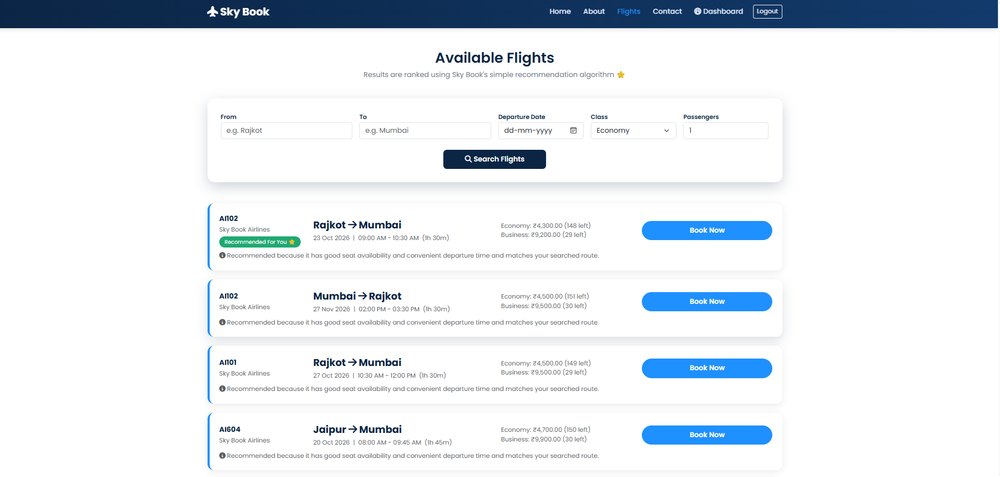 Sky Book
Home About Flights Contact Dashboard Logout
Available Flights
Results are ranked using Sky Book's simple recommendation algorithm ⭐
From To Departure Date Class Passengers
e.g. Rajkot e.g. Mumbai dd-mm-yyyy Economy 1
Search Flights
AI102
Sky Book Airlines
Recommended For You ⭐
Rajkot → Mumbai
23 Oct 2026 | 09:00 AM - 10:30 AM (1h 30m)
Economy: ₹4,300.00 (148 left)
Business: ₹9,200.00 (29 left)
Book Now
Recommended because it has good seat availability and convenient departure time and matches your searched route.
AI102
Sky Book Airlines
Mumbai → Rajkot
27 Nov 2026 | 02:00 PM - 03:30 PM (1h 30m)
Economy: ₹4,500.00 (151 left)
Business: ₹9,500.00 (30 left)
Book Now
Recommended because it has good seat availability and convenient departure time and matches your searched route.
AI101
Sky Book Airlines
Rajkot → Mumbai
27 Oct 2026 | 10:30 AM - 12:00 PM (1h 30m)
Economy: ₹4,500.00 (149 left)
Business: ₹9,500.00 (29 left)
Book Now
Recommended because it has good seat availability and convenient departure time and matches your searched route.
AI604
Sky Book Airlines
Jaipur → Mumbai
20 Oct 2026 | 08:00 AM - 09:45 AM (1h 45m)
Economy: ₹4,700.00 (150 left)
Business: ₹9,900.00 (30 left)
Book Now
Recommended because it has good seat availability and convenient departure time and matches your searched route.